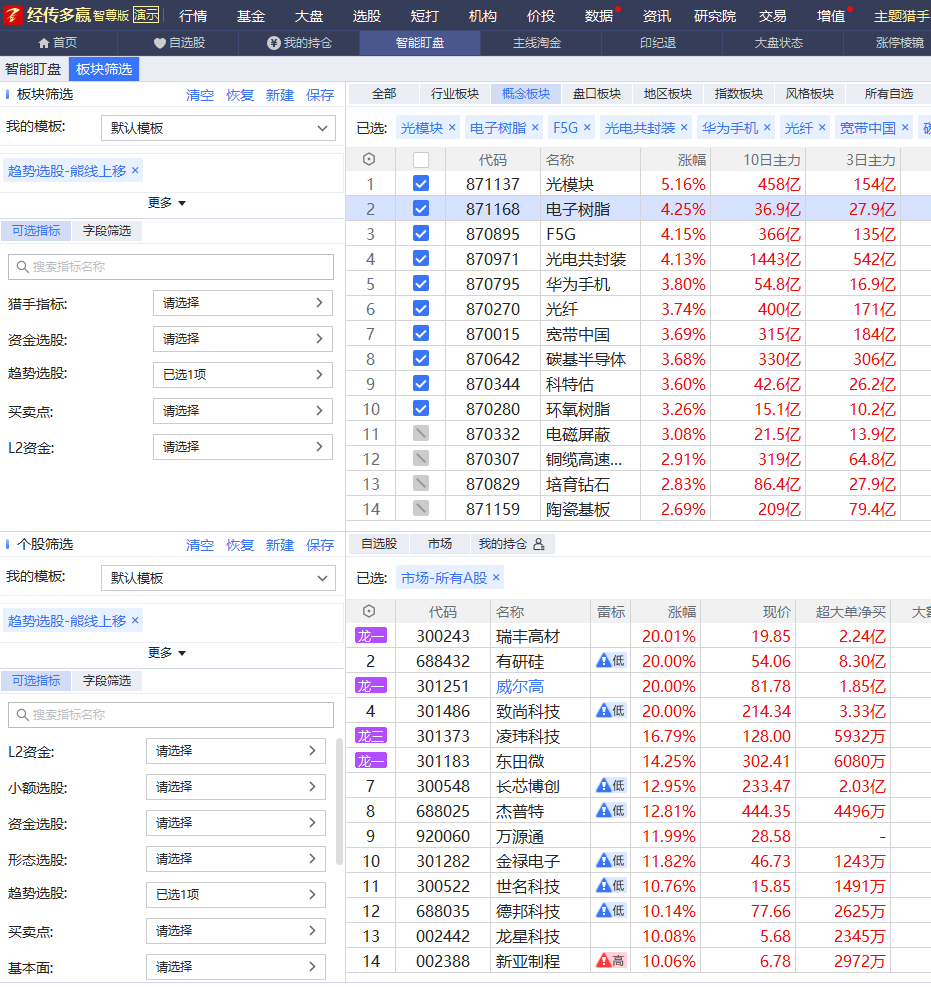 经传多赢 智尊版 演示 行情 基金 大盘 选股 短打 机构 价投 数据 资讯 研究院 交易 增值 主题猎手
首页 自选股 我的持仓 智能盯盘 主线淘金 印纪退 大盘状态 涨停棱镜
智能盯盘 板块筛选
板块筛选 清空 恢复 新建 保存
我的模板: 默认模板
趋势选股-熊线上移 ×
更多
可选指标 字段筛选
搜索指标名称
猎手指标: 请选择
资金选股: 请选择
趋势选股: 已选1项
买卖点: 请选择
L2资金: 请选择
全部 行业板块 概念板块 盘口板块 地区板块 指数板块 风格板块 所有自选
已选: 光模块 × 电子树脂 × F5G × 光电共封装 × 华为手机 × 光纤 × 宽带中国 ×
代码 名称 涨幅 10日主力 3日主力
1 871137 光模块 5.16% 458亿 154亿
2 871168 电子树脂 4.25% 36.9亿 27.9亿
3 870895 F5G 4.15% 366亿 135亿
4 870971 光电共封装 4.13% 1443亿 542亿
5 870795 华为手机 3.80% 54.8亿 16.9亿
6 870270 光纤 3.74% 400亿 171亿
7 870015 宽带中国 3.69% 315亿 184亿
8 870642 碳基半导体 3.68% 330亿 306亿
9 870344 科特估 3.60% 42.6亿 26.2亿
10 870280 环氧树脂 3.26% 15.1亿 10.2亿
11 870332 电磁屏蔽 3.08% 21.5亿 13.9亿
12 870307 铜缆高速... 2.91% 319亿 64.8亿
13 870829 培育钻石 2.83% 86.4亿 27.9亿
14 871159 陶瓷基板 2.69% 209亿 79.4亿
个股筛选 清空 恢复 新建 保存
我的模板: 默认模板
趋势选股-熊线上移 ×
更多
可选指标 字段筛选
搜索指标名称
L2资金: 请选择
小额选股: 请选择
资金选股: 请选择
形态选股: 请选择
趋势选股: 已选1项
买卖点: 请选择
基本面: 请选择
自选股 市场 我的持仓
已选: 市场-所有A股 ×
代码 名称 雷标 涨幅 现价 超大单净买 大
龙一 300243 瑞丰高材 20.01% 19.85 2.24亿
2 688432 有研硅 低 20.00% 54.06 8.30亿
龙一 301251 威尔高 20.00% 81.78 1.85亿
4 301486 致尚科技 低 20.00% 214.34 3.33亿
龙三 301373 凌玮科技 16.79% 128.00 5932万
龙一 301183 东田微 14.25% 302.41 6080万
7 300548 长芯博创 低 12.95% 233.47 2.03亿
8 688025 杰普特 低 12.81% 444.35 4496万
9 920060 万源通 11.99% 28.58 -
10 301282 金禄电子 低 11.82% 46.73 1243万
11 300522 世名科技 低 10.76% 15.85 1491万
12 688035 德邦科技 低 10.14% 77.66 2625万
13 002442 龙星科技 10.08% 5.68 2345万
14 002388 新亚制程 高 10.06% 6.78 2972万